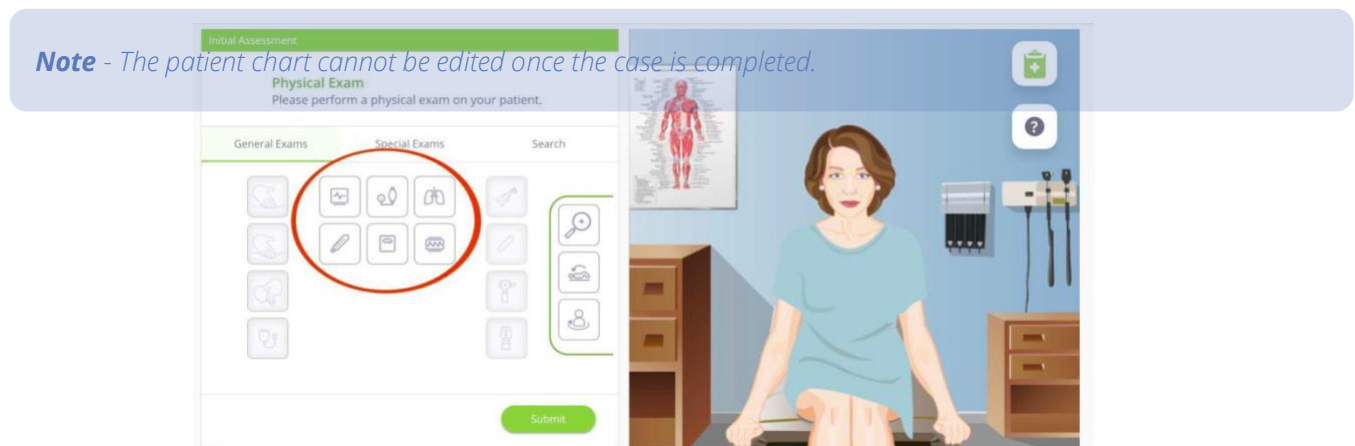 Initial Assessment
Note - The patient chart cannot be edited once the case is completed.
Physical Exam
Please perform a physical exam on your patient.
General Exams Special Exams Search
?
Submit